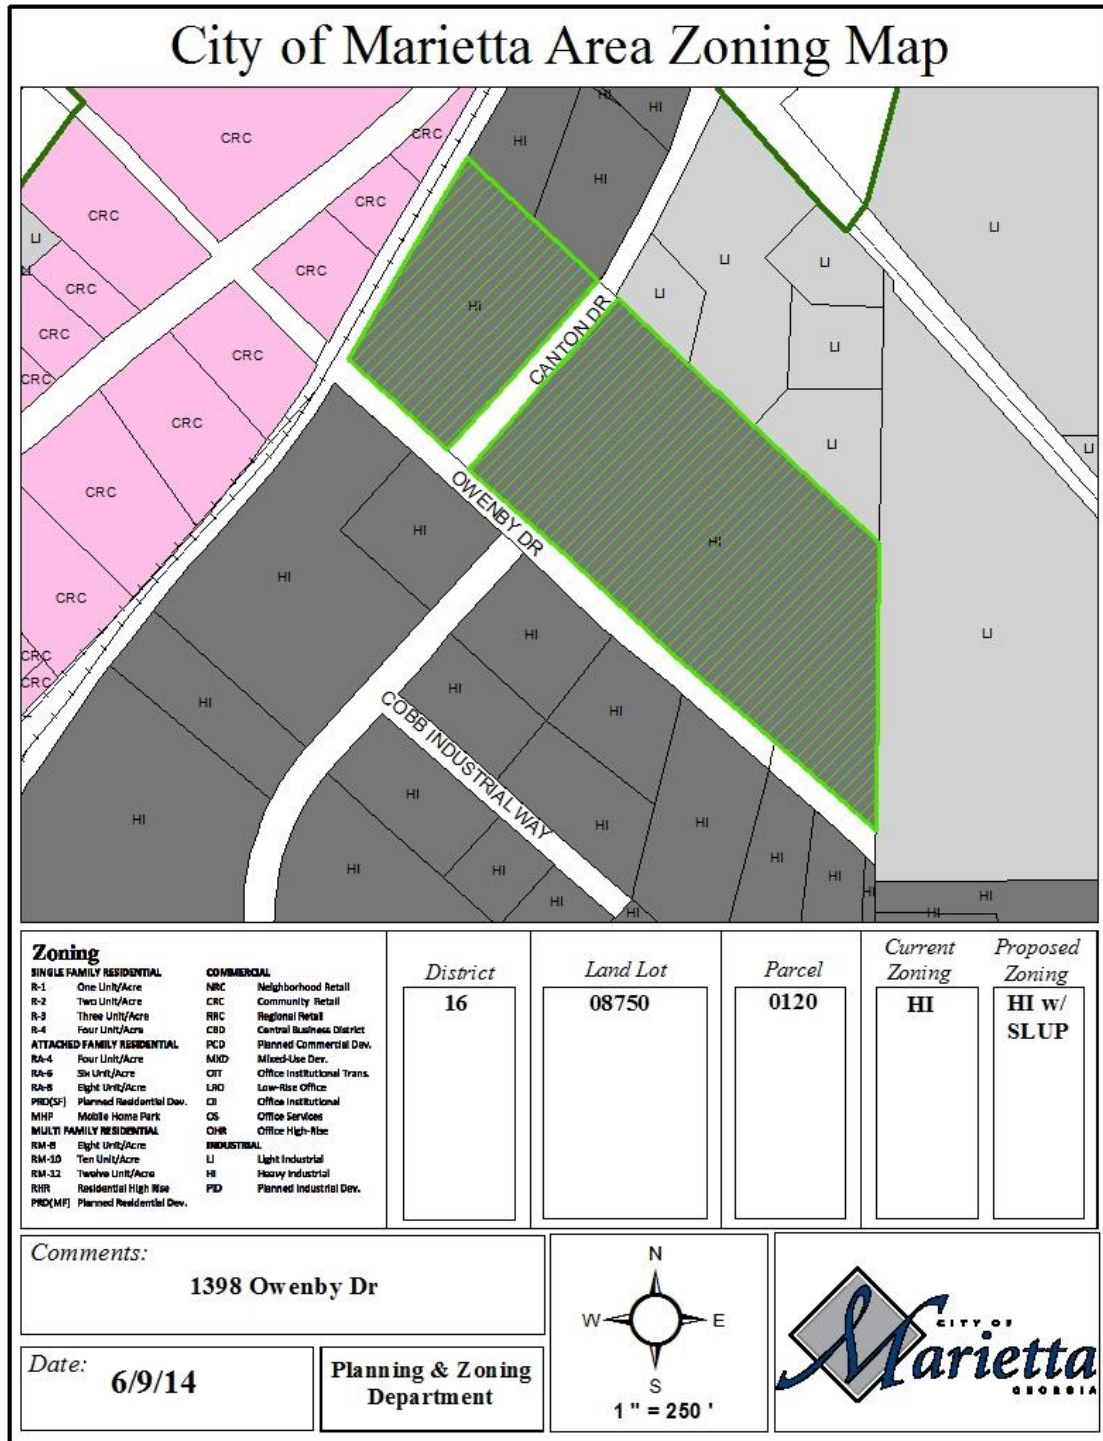 City of Marietta Area Zoning Map
HI
HI
CRC
CRC
HI
HI
CRC
CRC
LI
LI
LI
CRC
LI
LI
LI
CRC
HI
CANTON DR
CRC
LI
CRC
CRC
CRC
LI
LI
CRC
OWENBY DR
HI
HI
HI
CRC
HI
LI
CRC
CRC
HI
HI
HI
COBB INDUSTRIAL WAY
HI
HI
HI
HI
HI
HI
HI
HI
HI
HI
HI
HI
HI
Zoning
SINGLE FAMILY RESIDENTIAL
R-1 One Unit/Acre
R-2 Two Unit/Acre
R-3 Three Unit/Acre
R-4 Four Unit/Acre
ATTACHED FAMILY RESIDENTIAL
RA-4 Four Unit/Acre
RA-6 Six Unit/Acre
RA-8 Eight Unit/Acre
PRD(SF) Planned Residential Dev.
MHP Mobile Home Park
MULTI FAMILY RESIDENTIAL
RM-8 Eight Unit/Acre
RM-10 Ten Unit/Acre
RM-12 Twelve Unit/Acre
RHR Residential High Rise
PRD(MF) Planned Residential Dev.
COMMERCIAL
NRC Neighborhood Retail
CRC Community Retail
RRC Regional Retail
CBD Central Business District
PCD Planned Commercial Dev.
MXD Mixed-Use Dev.
OIT Office Institutional Trans.
LRO Low-Rise Office
OI Office Institutional
OS Office Services
OHR Office High-Rise
INDUSTRIAL
LI Light Industrial
HI Heavy Industrial
PID Planned Industrial Dev.
District
16
Land Lot
08750
Parcel
0120
Current
Zoning
HI
Proposed
Zoning
HI w/
SLUP
Comments:
1398 Owenby Dr
Date:
6/9/14
Planning & Zoning
Department
N
W E
S
1 " = 250 '
CITY OF
Marietta
GEORGIA